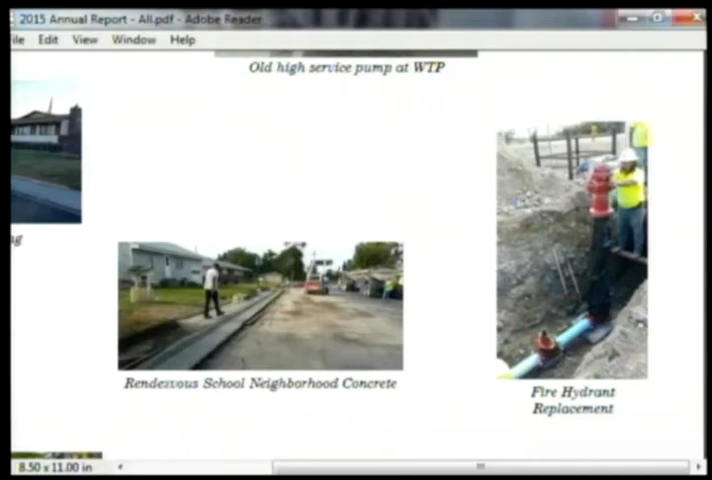 2015 Annual Report - All.pdf - Adobe Reader
ile Edit View Window Help
Old high service pump at WTP
ng
Rendezvous School Neighborhood Concrete
Fire Hydrant
Replacement
8.50 x 11.00 in